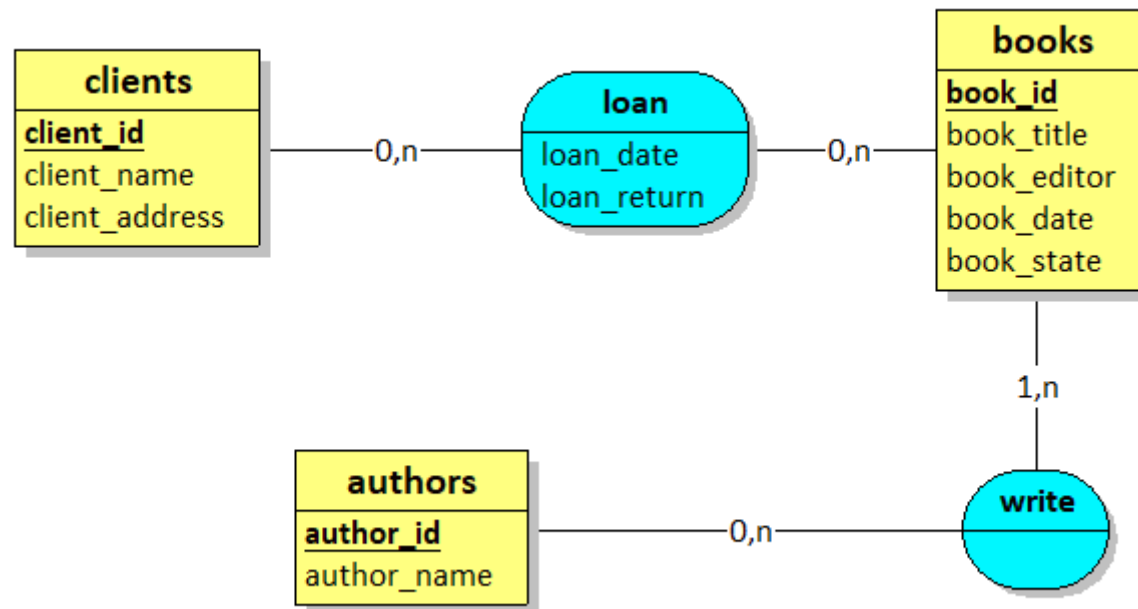 clients
client_id
client_name
client_address
0,n
loan
loan_date
loan_return
0,n
books
book_id
book_title
book_editor
book_date
book_state
1,n
write
0,n
authors
author_id
author_name